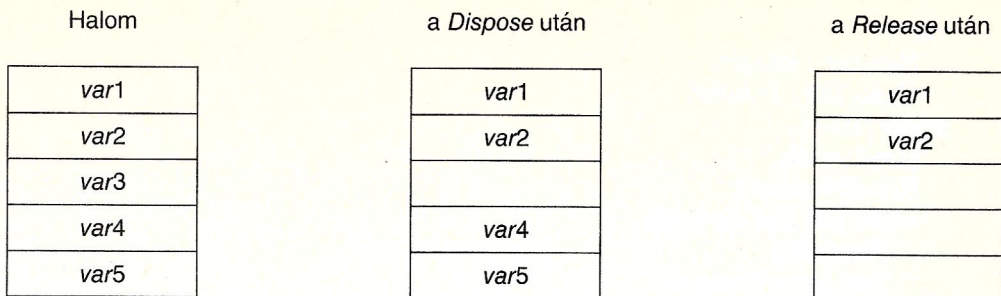 Halom
var1
var2
var3
var4
var5
a Dispose után
var1
var2
var4
var5
a Release után
var1
var2